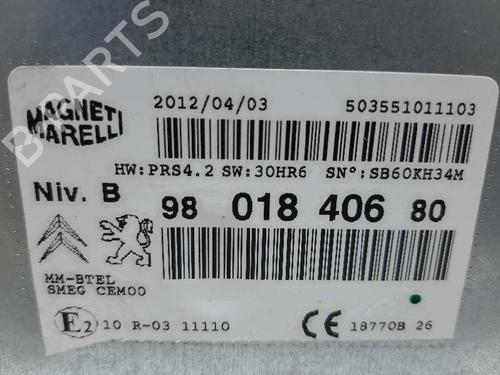 B-PARTS
MAGNETI MARELLI
2012/04/03 503551011103
HW:PRS4.2 SW:30HR6 SN°:SB60KH34M
Niv. B 98 018 406 80
MM-BTEL
SMEG CEM00
E2 10 R-03 11110 CE 18770B 26